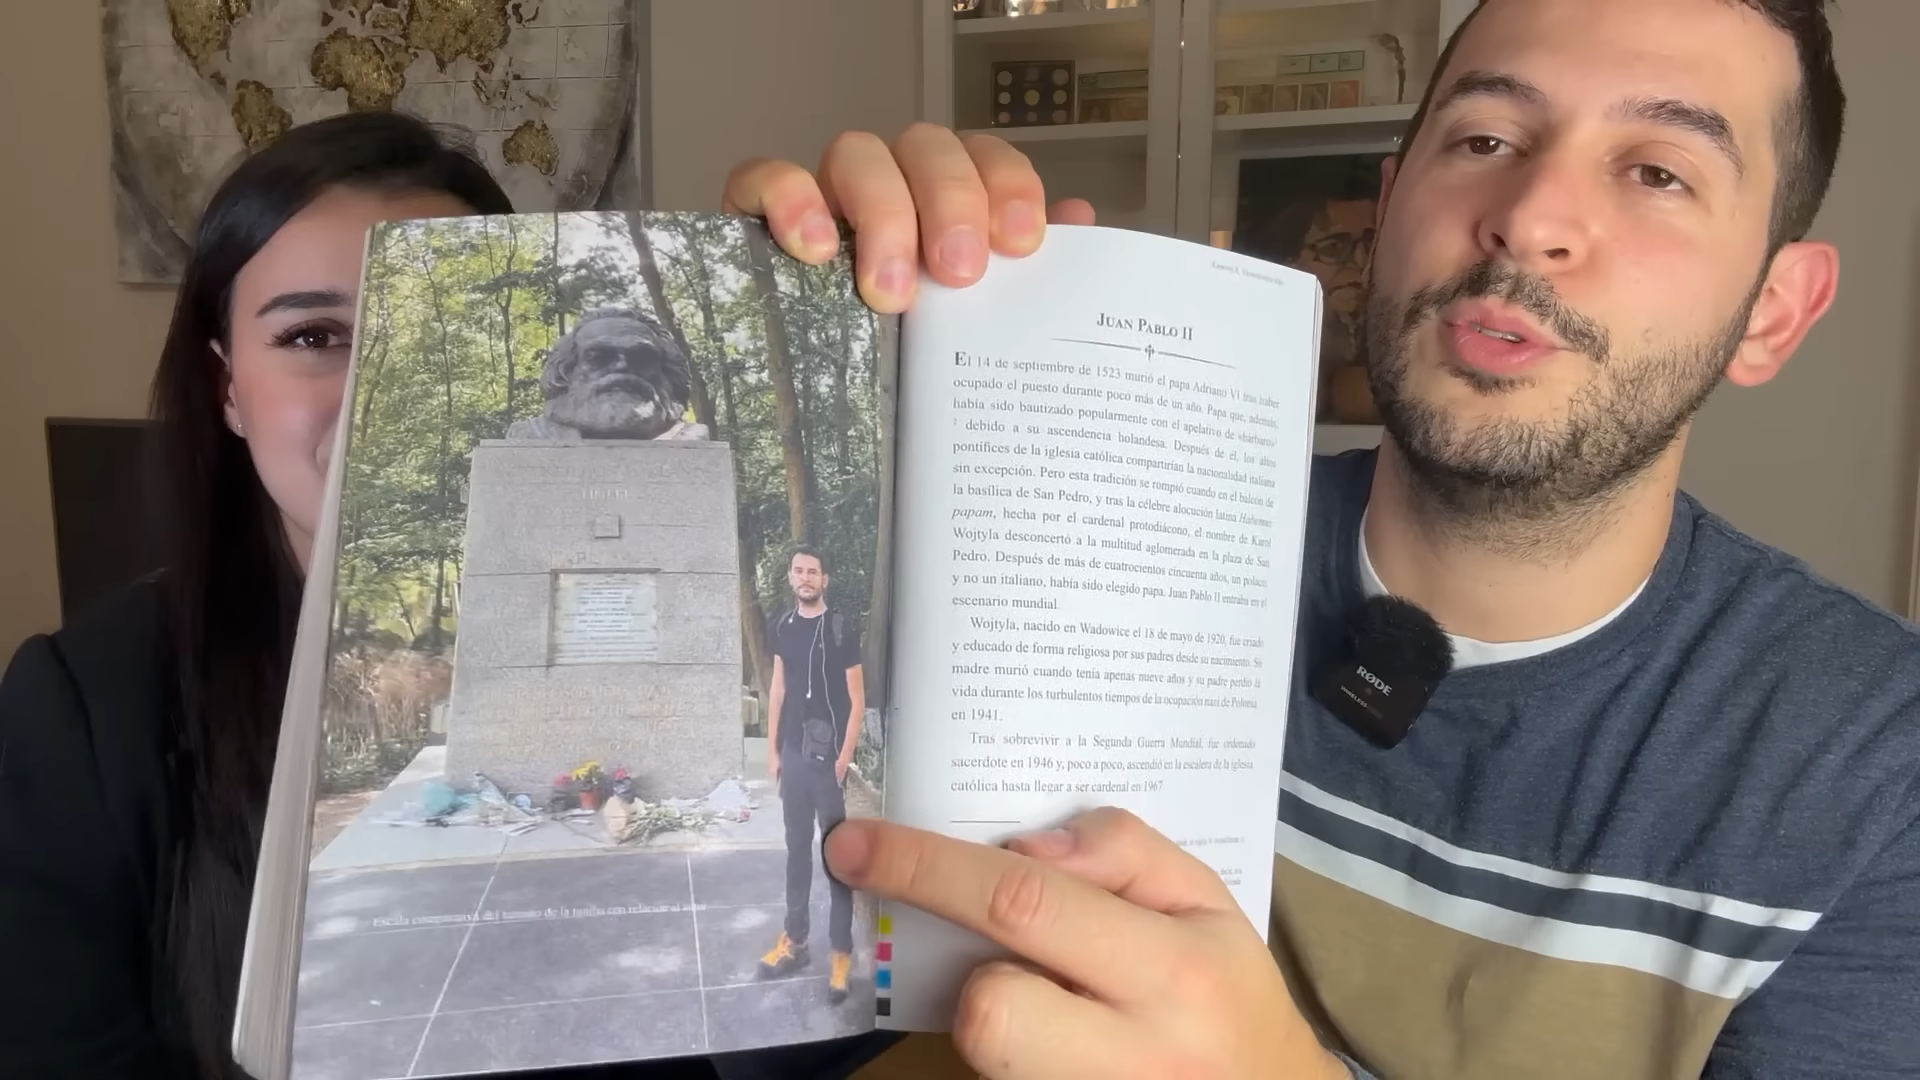 Escala comparativa del tamaño de la tumba con relación al autor
JUAN PABLO II
El 14 de septiembre de 1523 murió el papa Adriano VI tras haber
ocupado el puesto durante poco más de un año. Papa que, además,
había sido bautizado popularmente con el apelativo de «bárbaro»
² debido a su ascendencia holandesa. Después de él, los altos
pontífices de la iglesia católica compartirían la nacionalidad italiana
sin excepción. Pero esta tradición se rompió cuando en el balcón de
la basílica de San Pedro, y tras la célebre alocución latina Habemus
papam, hecha por el cardenal protodiácono, el nombre de Karol
Wojtyla desconcertó a la multitud aglomerada en la plaza de San
Pedro. Después de más de cuatrocientos cincuenta años, un polaco,
y no un italiano, había sido elegido papa. Juan Pablo II entraba en el
escenario mundial.
Wojtyla, nacido en Wadowice el 18 de mayo de 1920, fue criado
y educado de forma religiosa por sus padres desde su nacimiento. Su
madre murió cuando tenía apenas nueve años y su padre perdió la
vida durante los turbulentos tiempos de la ocupación nazi de Polonia
en 1941.
Tras sobrevivir a la Segunda Guerra Mundial, fue ordenado
sacerdote en 1946 y, poco a poco, ascendió en la escalera de la iglesia
católica hasta llegar a ser cardenal en 1967.
RØDE
WIRELESS